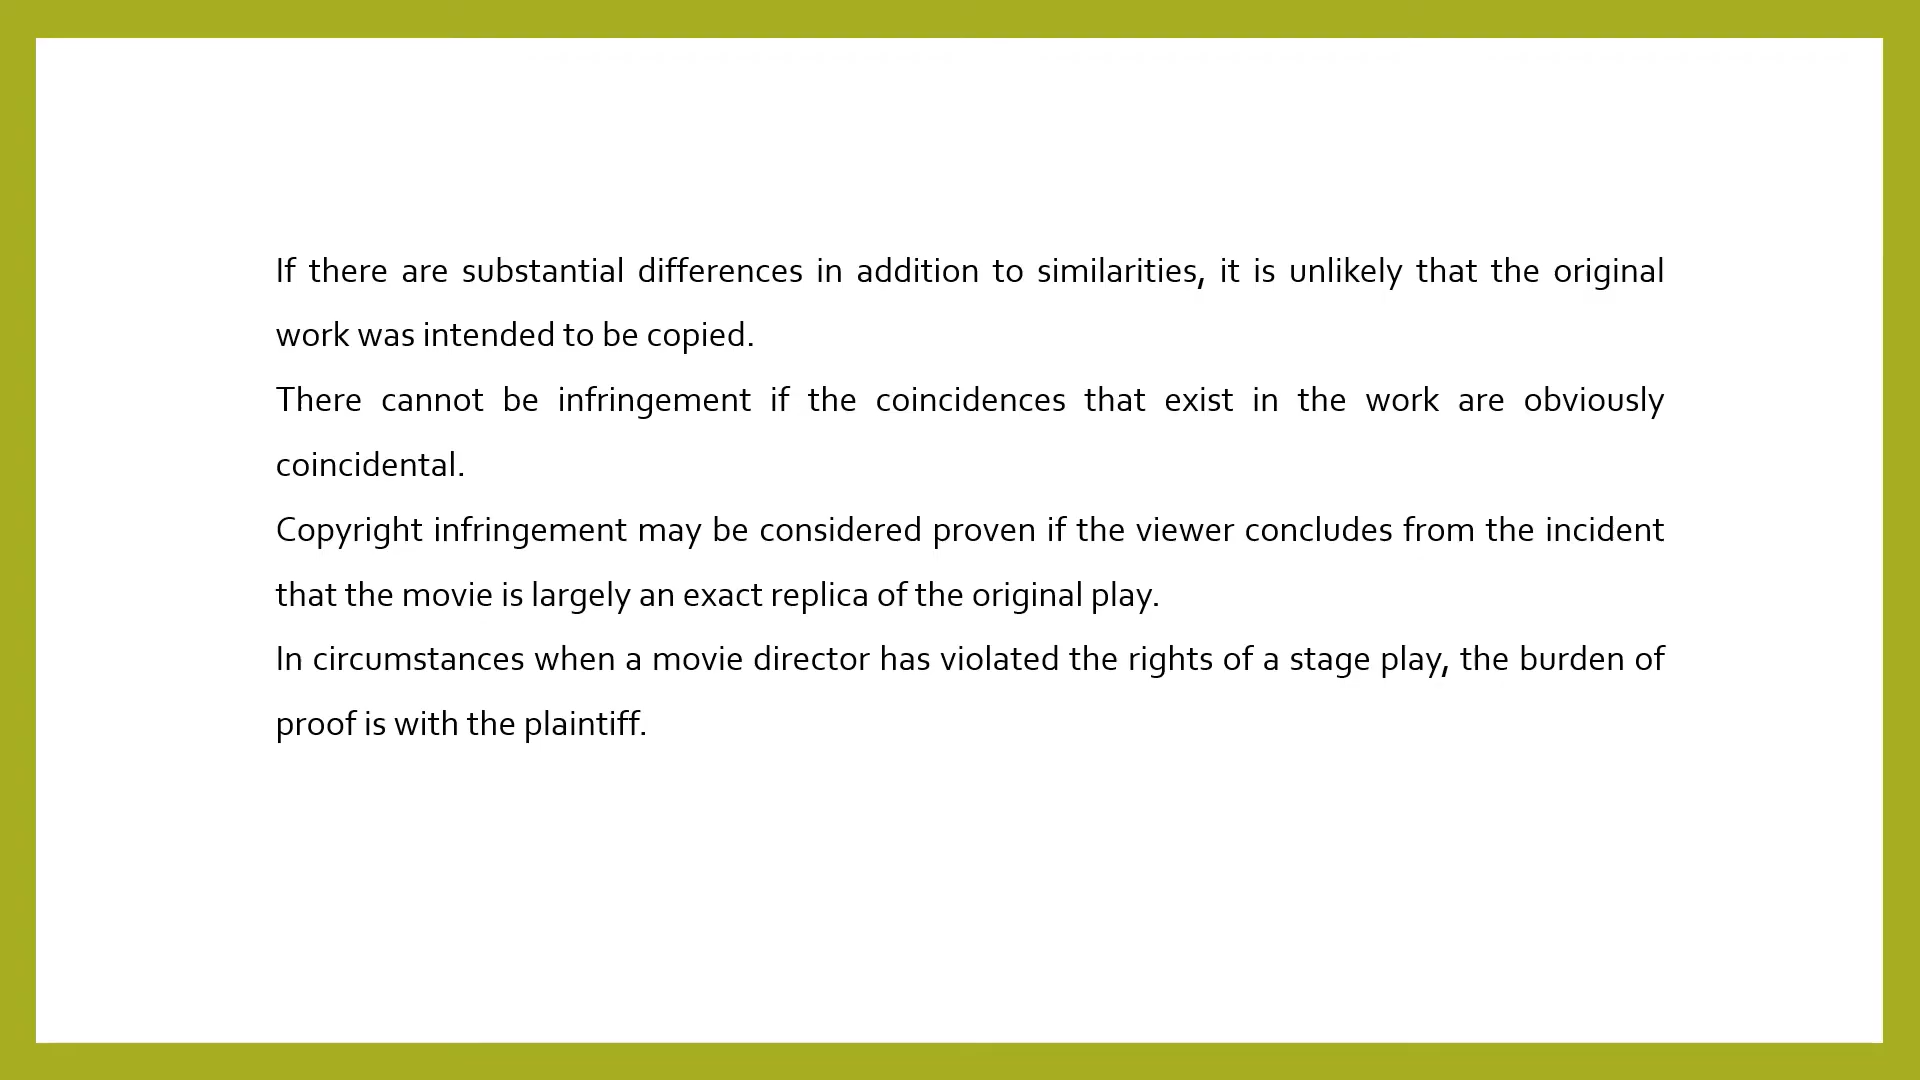 If there are substantial differences in addition to similarities, it is unlikely that the original
work was intended to be copied.
There cannot be infringement if the coincidences that exist in the work are obviously
coincidental.
Copyright infringement may be considered proven if the viewer concludes from the incident
that the movie is largely an exact replica of the original play.
In circumstances when a movie director has violated the rights of a stage play, the burden of
proof is with the plaintiff.